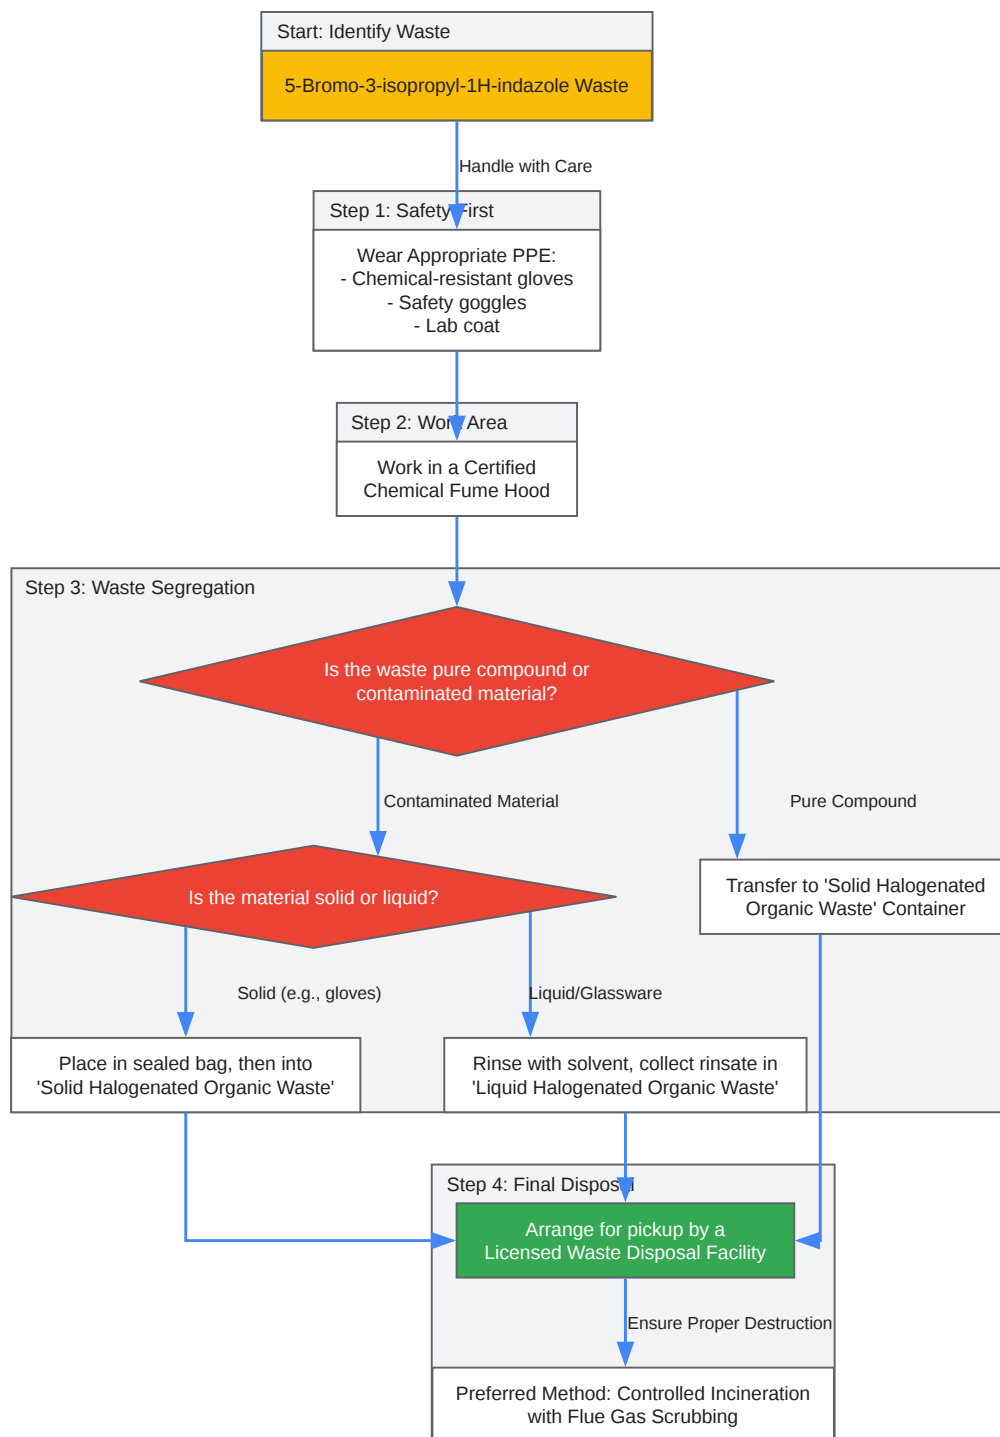 Start: Identify Waste
5-Bromo-3-isopropyl-1H-indazole Waste
Handle with Care
Step 1: Safety First
Wear Appropriate PPE:
- Chemical-resistant gloves
- Safety goggles
- Lab coat
Step 2: Work Area
Work in a Certified
Chemical Fume Hood
Step 3: Waste Segregation
Is the waste pure compound or
contaminated material?
Contaminated Material
Pure Compound
Is the material solid or liquid?
Transfer to 'Solid Halogenated
Organic Waste' Container
Solid (e.g., gloves)
Liquid/Glassware
Place in sealed bag, then into
'Solid Halogenated Organic Waste'
Rinse with solvent, collect rinsate in
'Liquid Halogenated Organic Waste'
Step 4: Final Disposal
Arrange for pickup by a
Licensed Waste Disposal Facility
Ensure Proper Destruction
Preferred Method: Controlled Incineration
with Flue Gas Scrubbing